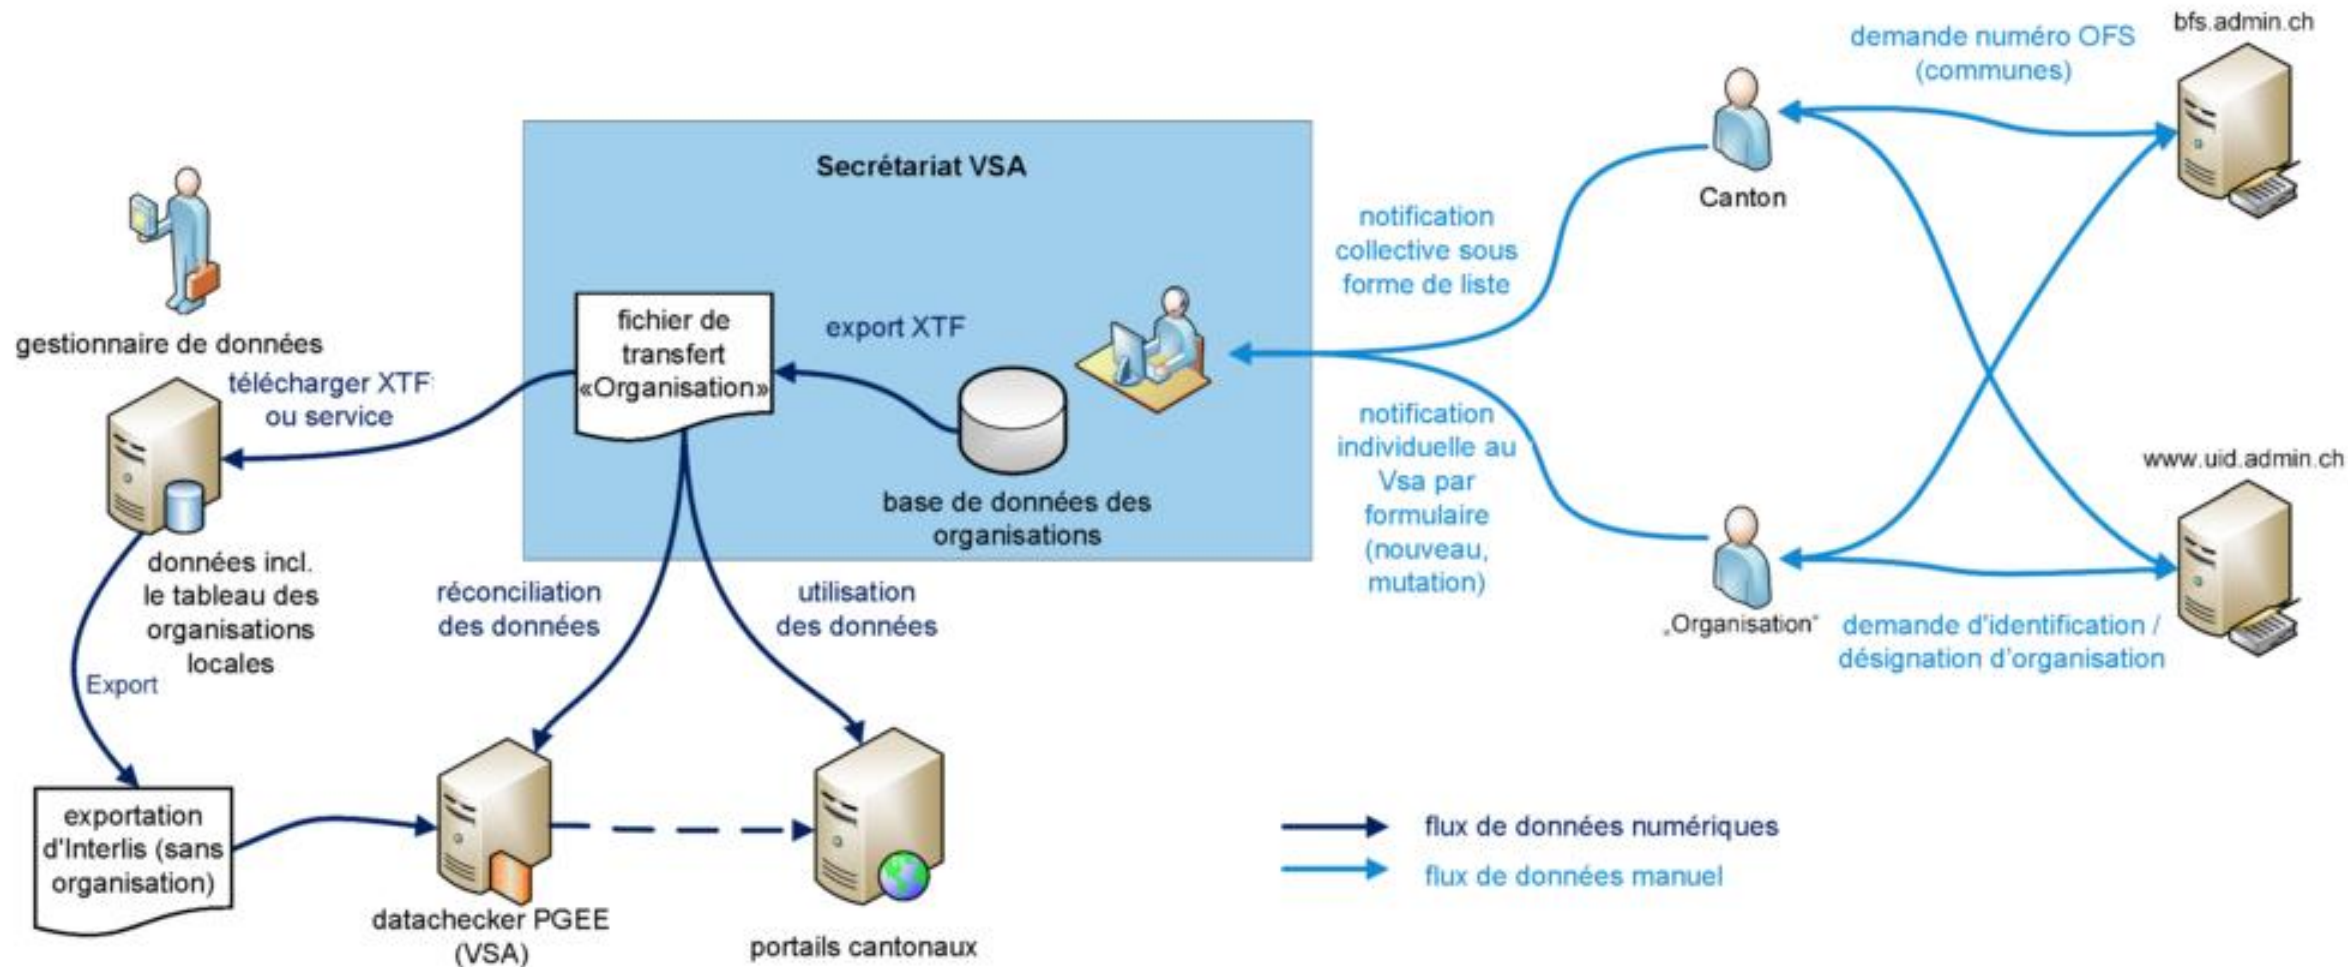 bfs.admin.ch
demande numéro OFS
(communes)
Secrétariat VSA
Canton
notification
collective sous
forme de liste
fichier de
transfert
«Organisation»
export XTF
gestionnaire de données
télécharger XTF
ou service
notification
individuelle au
Vsa par
formulaire
(nouveau,
mutation)
www.uid.admin.ch
base de données des
organisations
données incl.
le tableau des
organisations
locales
réconciliation
des données
utilisation
des données
„Organisation“
demande d'identification /
désignation d'organisation
Export
exportation
d'Interlis (sans
organisation)
flux de données numériques
flux de données manuel
datachecker PGEE
(VSA)
portails cantonaux